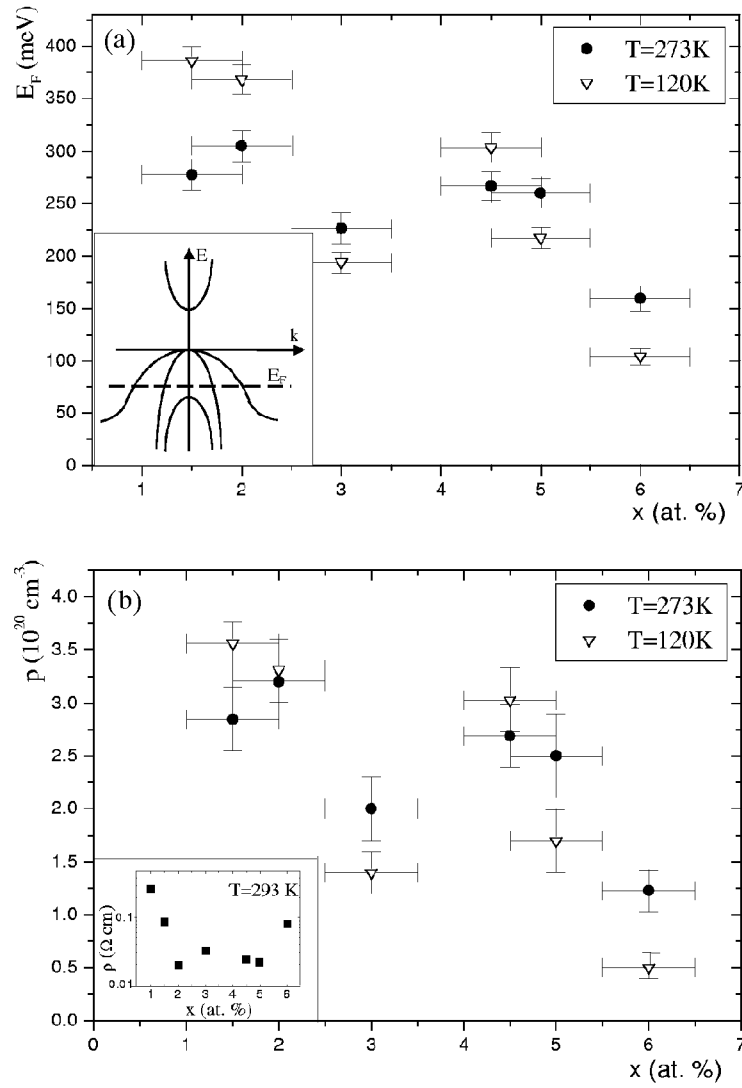 (a)
E_F (meV)
400
350
300
250
200
150
100
50
0
T=273K
T=120K
E
k
E_F
1 2 3 4 5 6 7
x (at. %)
(b)
p (10^20 cm^-3)
4.0
3.5
3.0
2.5
2.0
1.5
1.0
0.5
0.0
T=273K
T=120K
T=293 K
ρ (Ω cm)
0.1
0.01
1 2 3 4 5 6
x (at. %)
0 1 2 3 4 5 6 7
x (at. %)